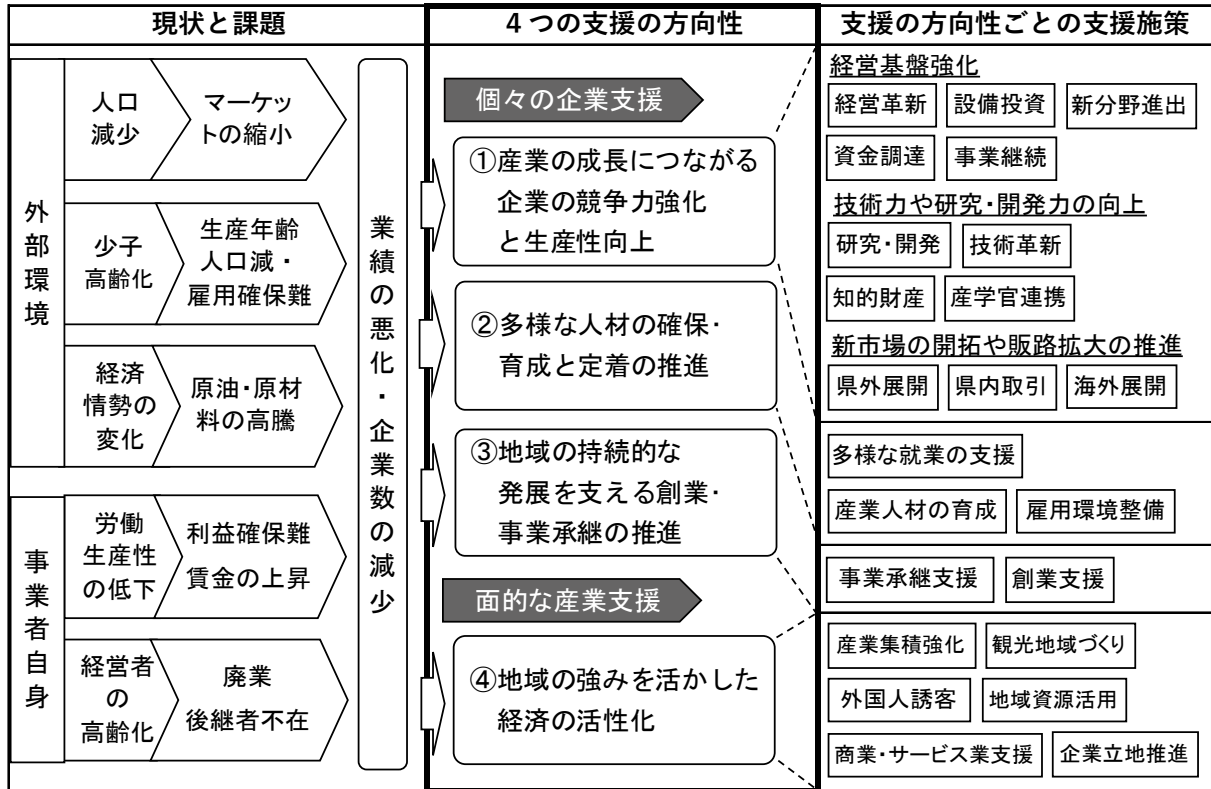 現状と課題
4つの支援の方向性
支援の方向性ごとの支援施策
外部環境
人口
減少
マーケッ
トの縮小
少子
高齢化
生産年齢
人口減・
雇用確保難
経済
情勢の
変化
原油・原材
料の高騰
事業者自身
労働
生産性
の低下
利益確保難
賃金の上昇
経営者
の
高齢化
廃業
後継者不在
業績の悪化・企業数の減少
個々の企業支援
①産業の成長につながる
企業の競争力強化
と生産性向上
②多様な人材の確保・
育成と定着の推進
③地域の持続的な
発展を支える創業・
事業承継の推進
面的な産業支援
④地域の強みを活かした
経済の活性化
経営基盤強化
経営革新 設備投資 新分野進出
資金調達 事業継続
技術力や研究・開発力の向上
研究・開発 技術革新
知的財産 産学官連携
新市場の開拓や販路拡大の推進
県外展開 県内取引 海外展開
多様な就業の支援
産業人材の育成 雇用環境整備
事業承継支援 創業支援
産業集積強化 観光地域づくり
外国人誘客 地域資源活用
商業・サービス業支援 企業立地推進